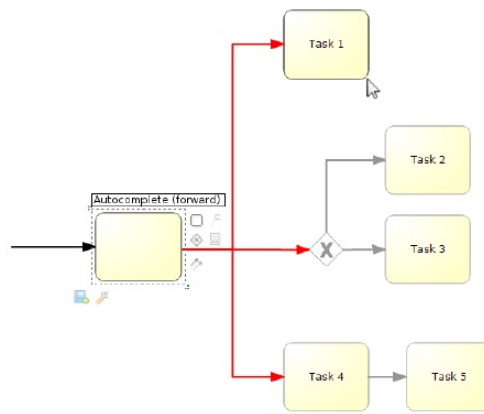 Task 1
Task 2
Autocomplete (forward)
X
Task 3
Task 4
Task 5